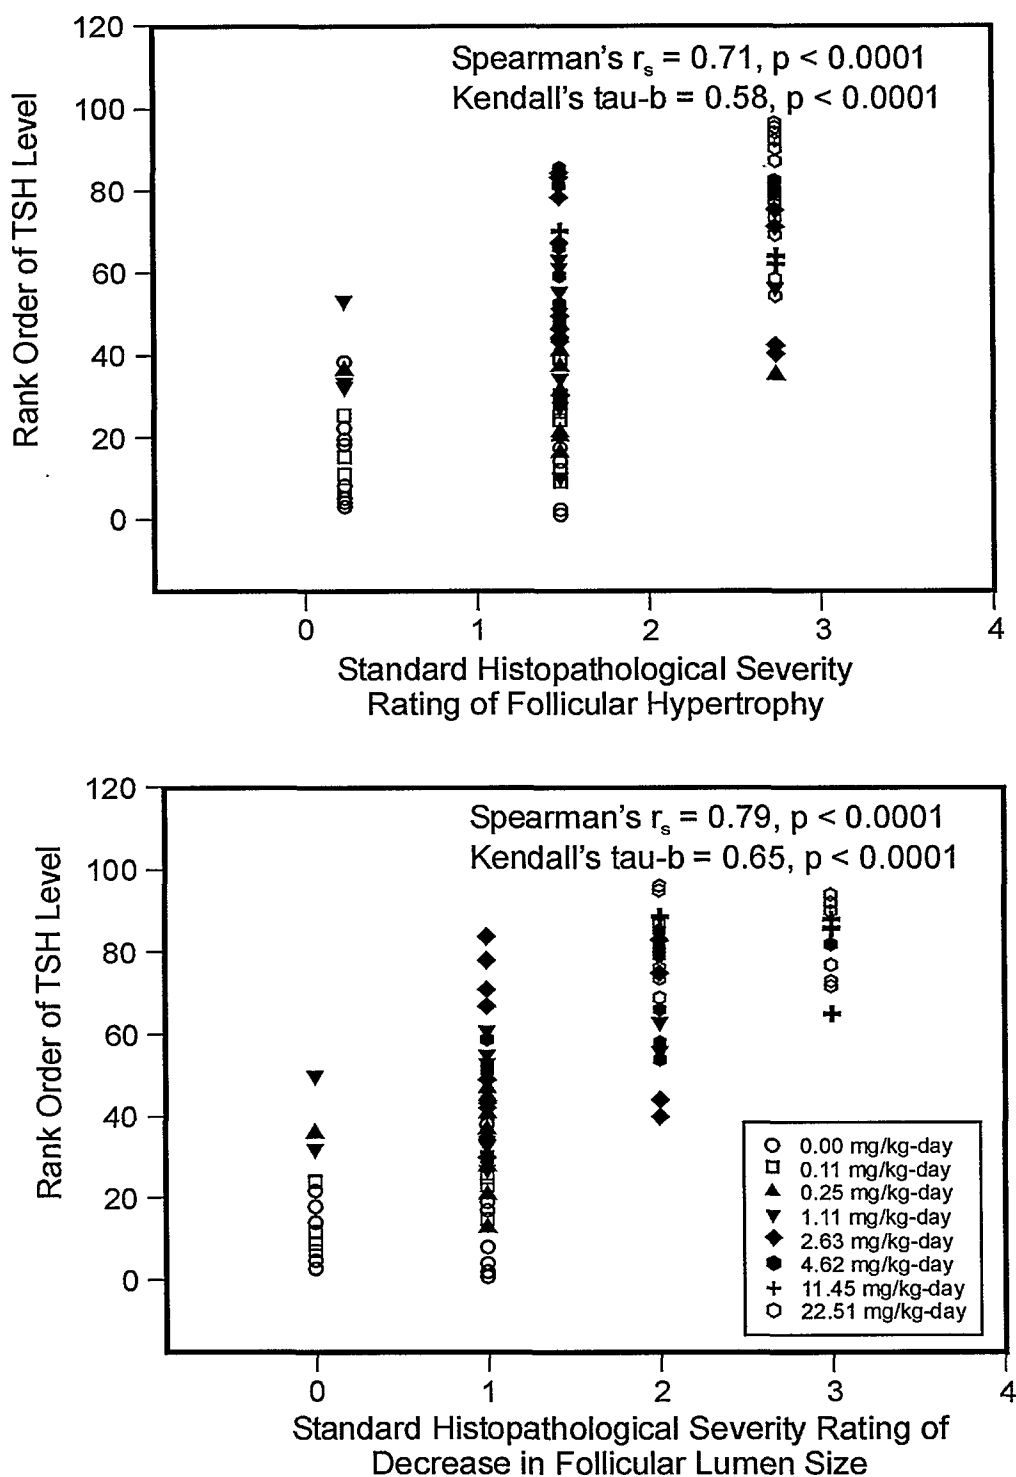 120
100
80
60
40
20
0
Rank Order of TSH Level
Spearman's rs = 0.71, p < 0.0001
Kendall's tau-b = 0.58, p < 0.0001
0 1 2 3 4
Standard Histopathological Severity
Rating of Follicular Hypertrophy
120
100
80
60
40
20
0
Rank Order of TSH Level
Spearman's rs = 0.79, p < 0.0001
Kendall's tau-b = 0.65, p < 0.0001
0.00 mg/kg-day
0.11 mg/kg-day
0.25 mg/kg-day
1.11 mg/kg-day
2.63 mg/kg-day
4.62 mg/kg-day
11.45 mg/kg-day
22.51 mg/kg-day
0 1 2 3 4
Standard Histopathological Severity Rating of
Decrease in Follicular Lumen Size